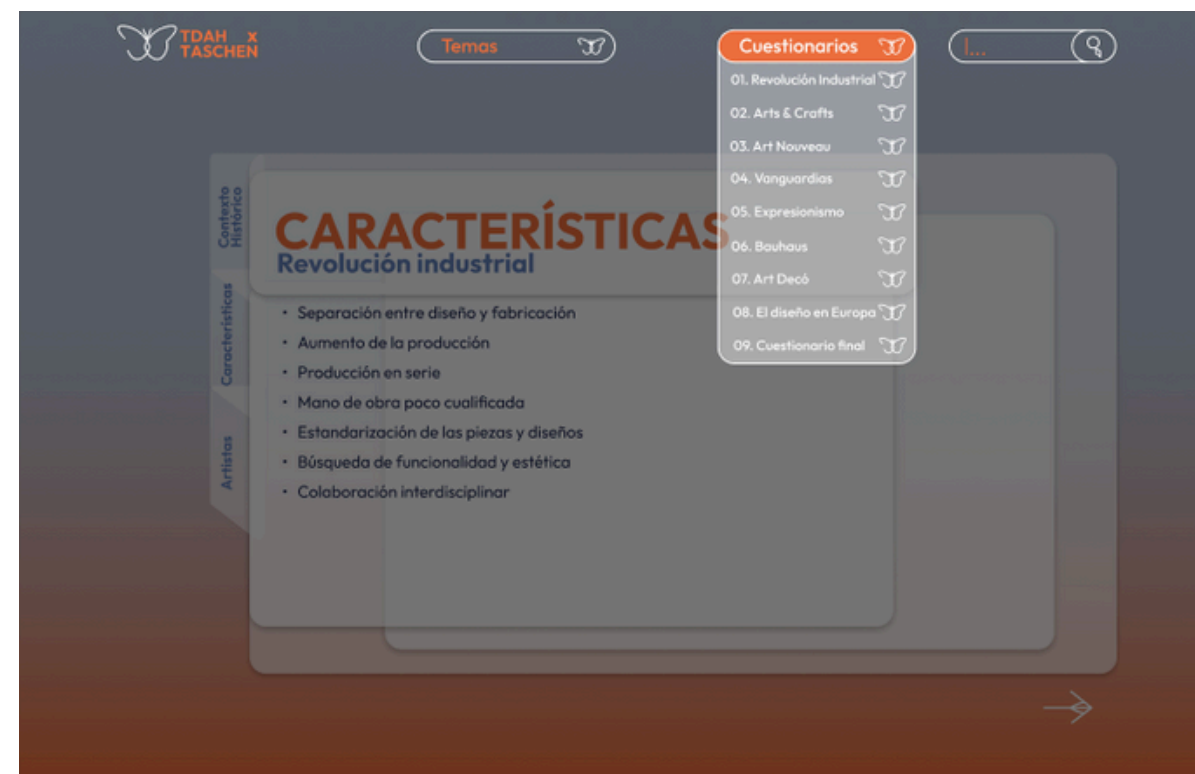 TDAH x
TASCHEN
Temas
Cuestionarios
|...
01. Revolución Industrial
02. Arts & Crafts
03. Art Nouveau
04. Vanguardias
05. Expresionismo
06. Bauhaus
07. Art Decó
08. El diseño en Europa
09. Cuestionario final
Contexto
Histórico
Características
Artistas
CARACTERÍSTICAS
Revolución industrial
• Separación entre diseño y fabricación
• Aumento de la producción
• Producción en serie
• Mano de obra poco cualificada
• Estandarización de las piezas y diseños
• Búsqueda de funcionalidad y estética
• Colaboración interdisciplinar